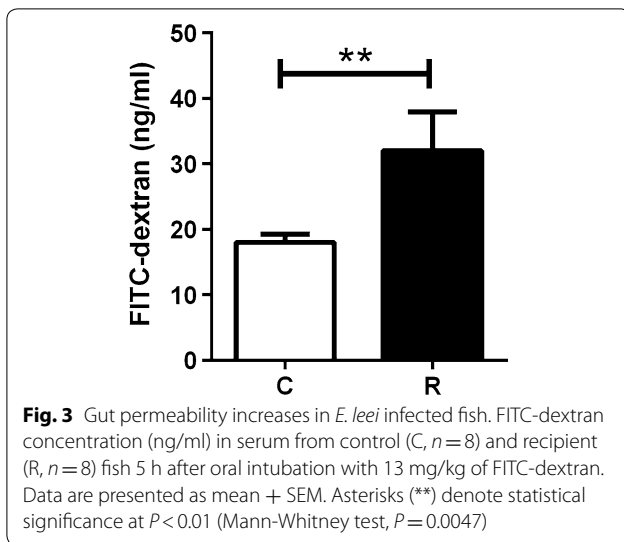 50
**
40
30
20
10
0
FITC-dextran (ng/ml)
C R
Fig. 3 Gut permeability increases in E. leei infected fish. FITC-dextran
concentration (ng/ml) in serum from control (C, n=8) and recipient
(R, n=8) fish 5 h after oral intubation with 13 mg/kg of FITC-dextran.
Data are presented as mean + SEM. Asterisks (**) denote statistical
significance at P<0.01 (Mann-Whitney test, P=0.0047)